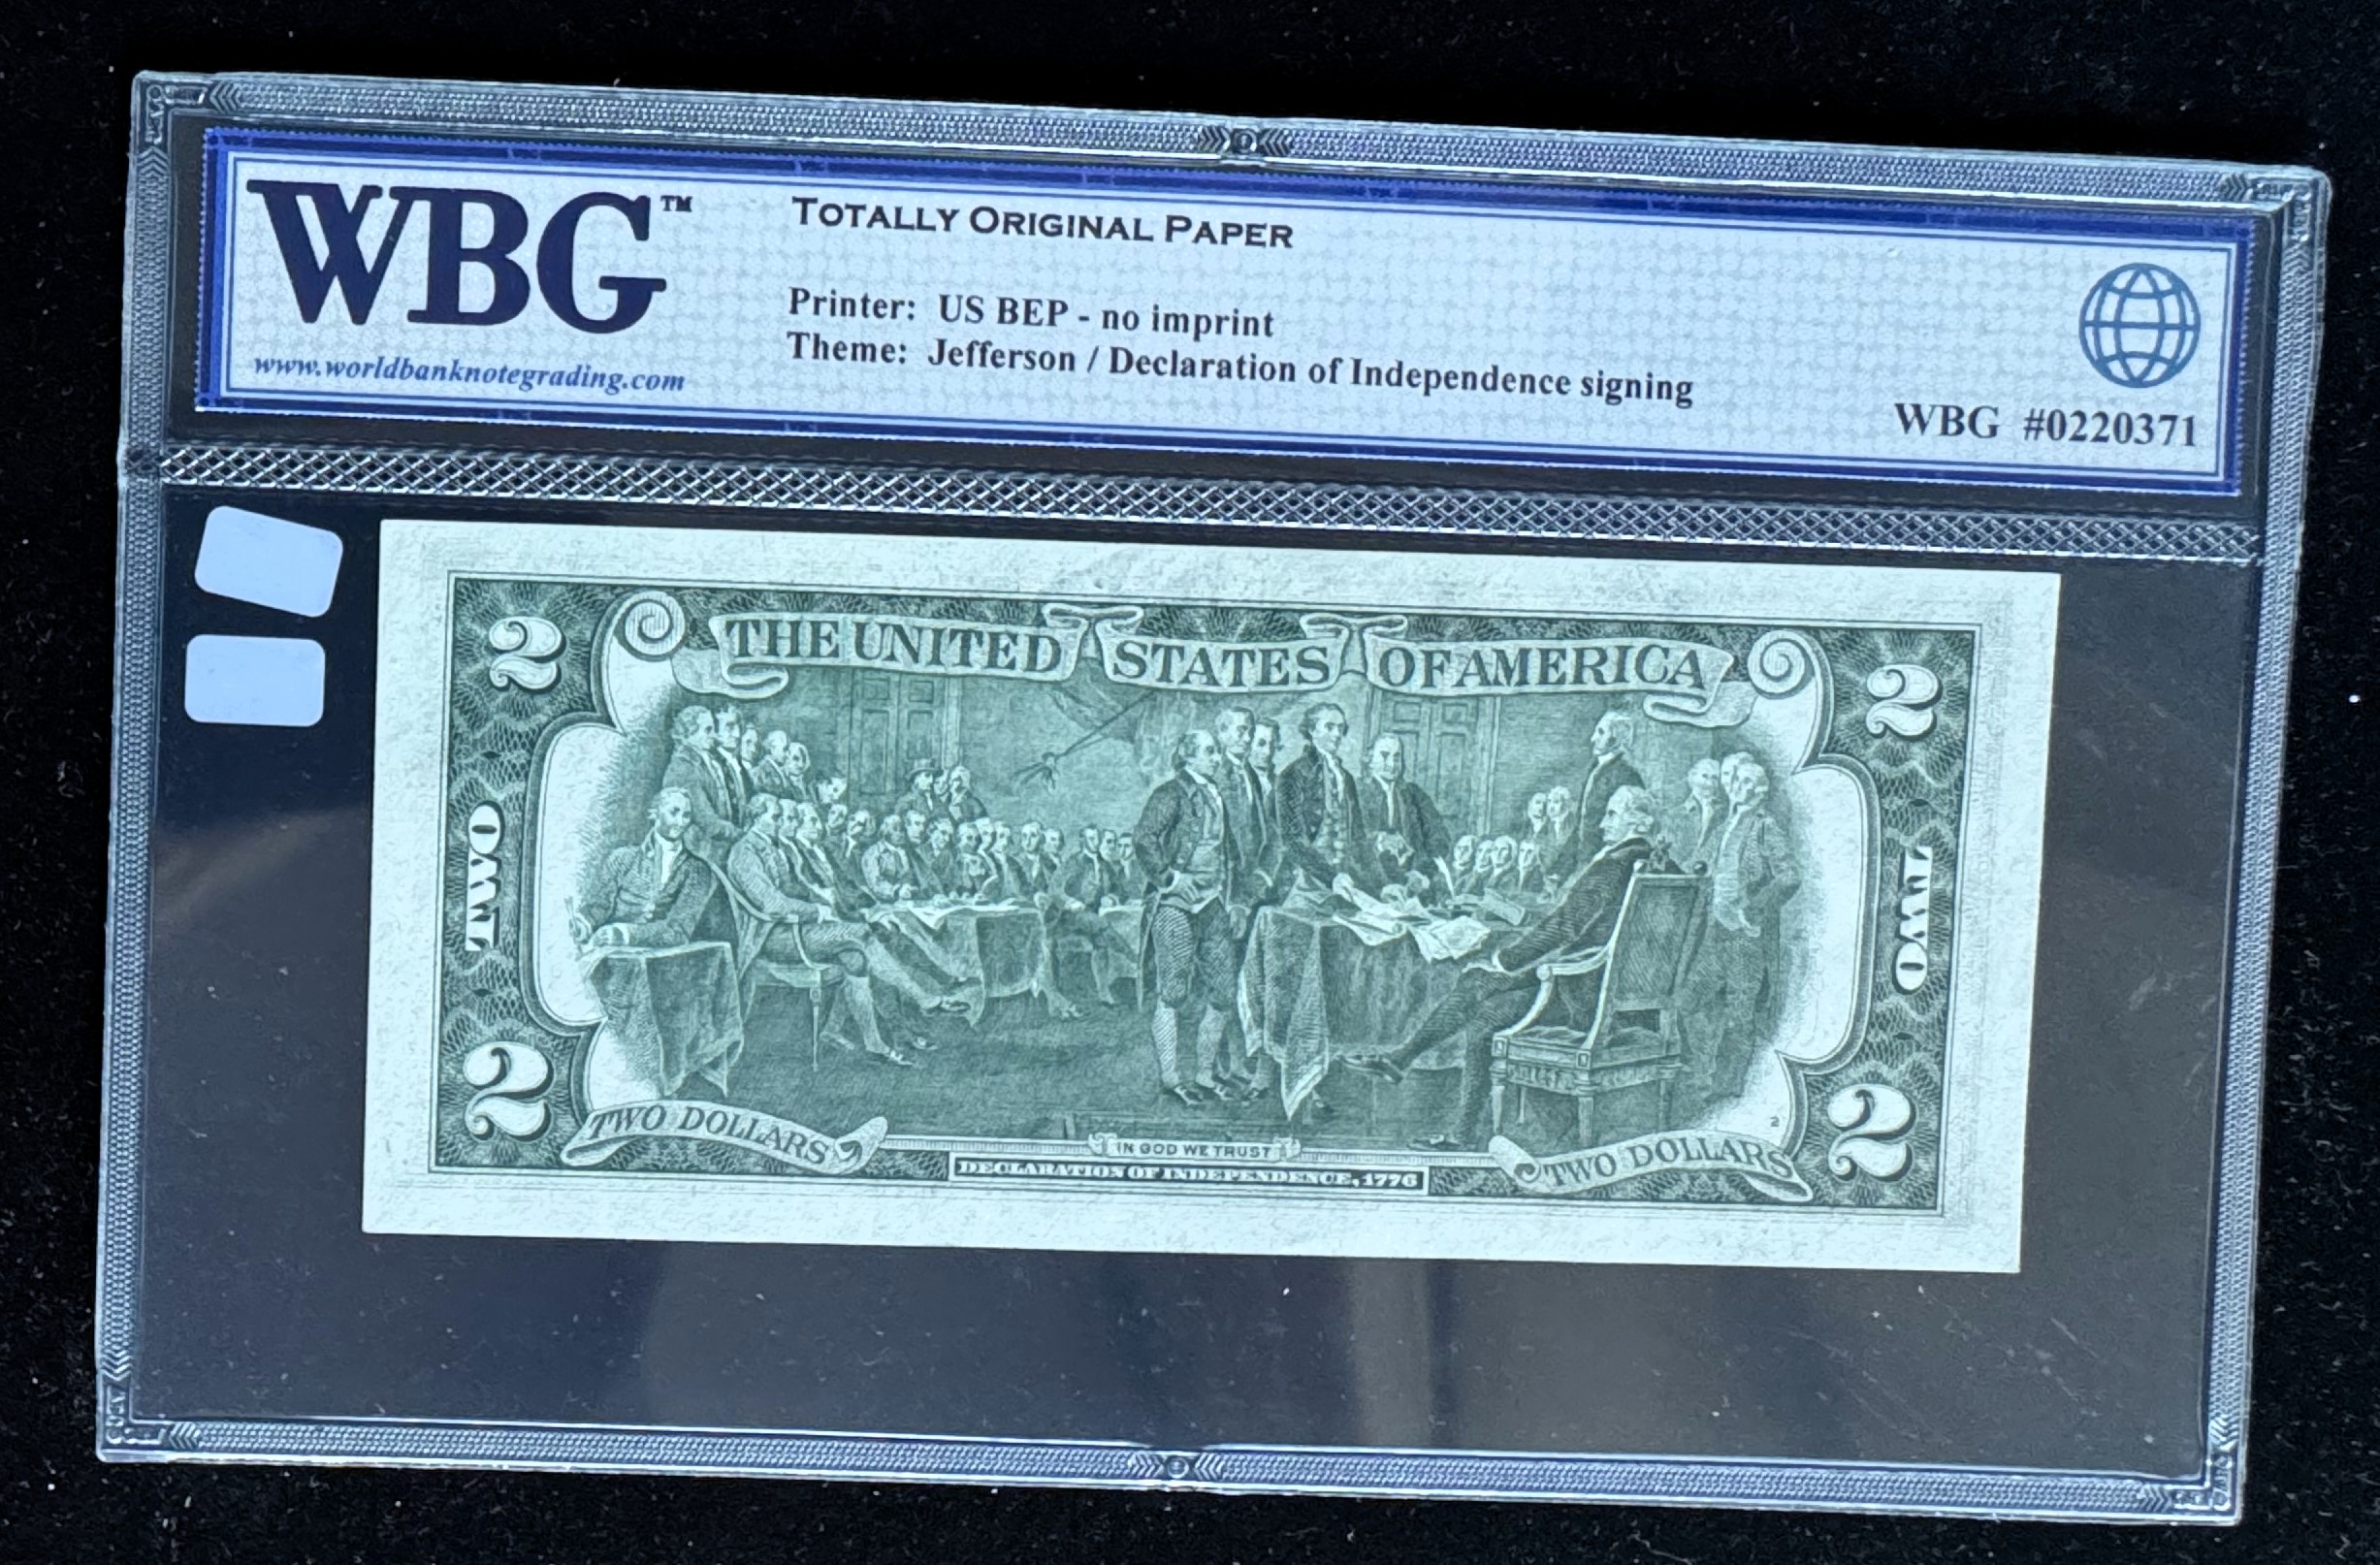 WBG™
TOTALLY ORIGINAL PAPER
Printer: US BEP - no imprint
Theme: Jefferson / Declaration of Independence signing
www.worldbanknotegrading.com
WBG #0220371
2
THE UNITED STATES OF AMERICA
2
TWO
TWO
2
TWO DOLLARS
IN GOD WE TRUST
DECLARATION OF INDEPENDENCE, 1776
2
TWO DOLLARS
2